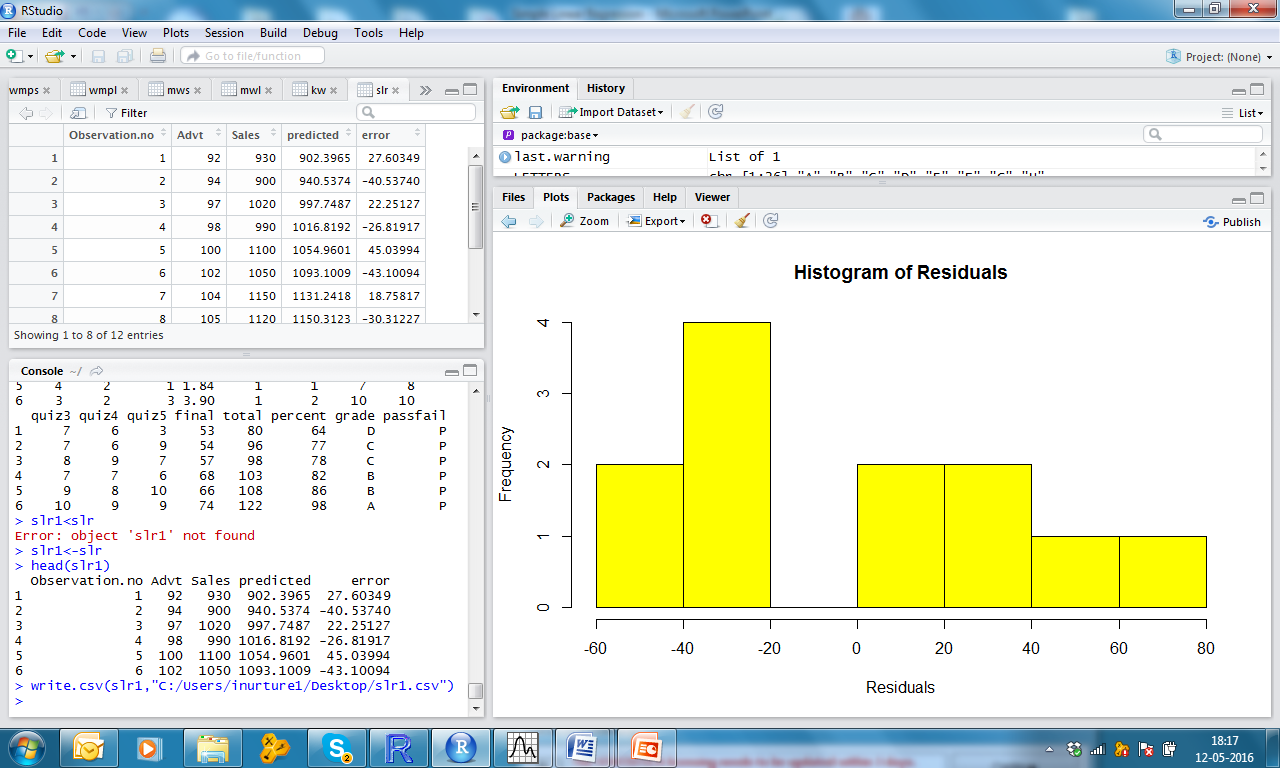 RStudio
File Edit Code View Plots Session Build Debug Tools Help
Go to file/function
Project: (None)
wmps wmpl mws mwl kw slr
Filter
Observation.no Advt Sales predicted error
1 1 92 930 902.3965 27.60349
2 2 94 900 940.5374 -40.53740
3 3 97 1020 997.7487 22.25127
4 4 98 990 1016.8192 -26.81917
5 5 100 1100 1054.9601 45.03994
6 6 102 1050 1093.1009 -43.10094
7 7 104 1150 1131.2418 18.75817
8 8 105 1120 1150.3123 -30.31227
Showing 1 to 8 of 12 entries
Console ~/
5 4 2 1 1.84 1 1 7 8
6 3 2 3 3.90 1 2 10 10
quiz3 quiz4 quiz5 final total percent grade passfail
1 7 6 3 53 80 64 D P
2 7 6 9 54 96 77 C P
3 8 9 7 57 98 78 C P
4 7 7 6 68 103 82 B P
5 9 8 10 66 108 86 B P
6 10 9 9 74 122 98 A P
> slr1<slr
Error: object 'slr1' not found
> slr1<-slr
> head(slr1)
Observation.no Advt Sales predicted error
1 1 92 930 902.3965 27.60349
2 2 94 900 940.5374 -40.53740
3 3 97 1020 997.7487 22.25127
4 4 98 990 1016.8192 -26.81917
5 5 100 1100 1054.9601 45.03994
6 6 102 1050 1093.1009 -43.10094
> write.csv(slr1,"C:/Users/inurture1/Desktop/slr1.csv")
>
Environment History
Import Dataset List
package:base
last.warning List of 1
LETTERS chr [1:26] "A" "B" "C" "D" "E" "F" "G" "H"
Files Plots Packages Help Viewer
Zoom Export Publish
Histogram of Residuals
Frequency
4
3
2
1
0
-60 -40 -20 0 20 40 60 80
Residuals
18:17
12-05-2016